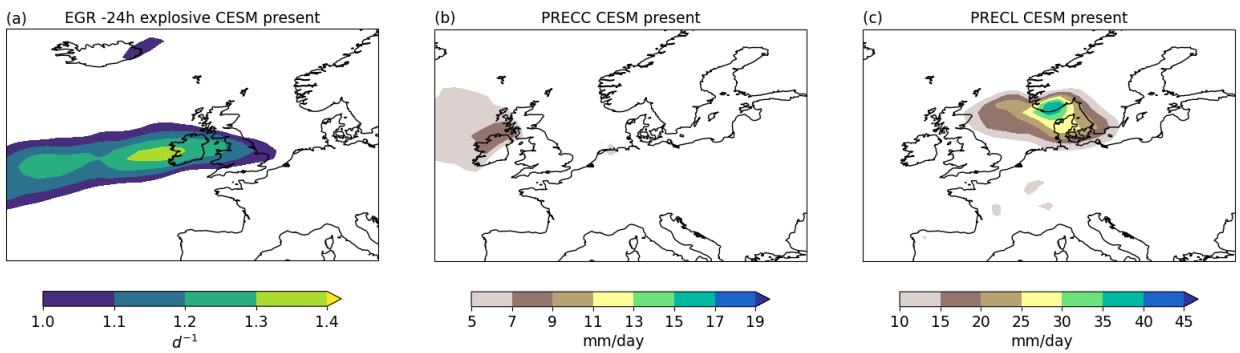 (a) EGR -24h explosive CESM present
(b) PRECC CESM present
(c) PRECL CESM present
1.0 1.1 1.2 1.3 1.4
d⁻¹
5 7 9 11 13 15 17 19
mm/day
10 15 20 25 30 35 40 45
mm/day